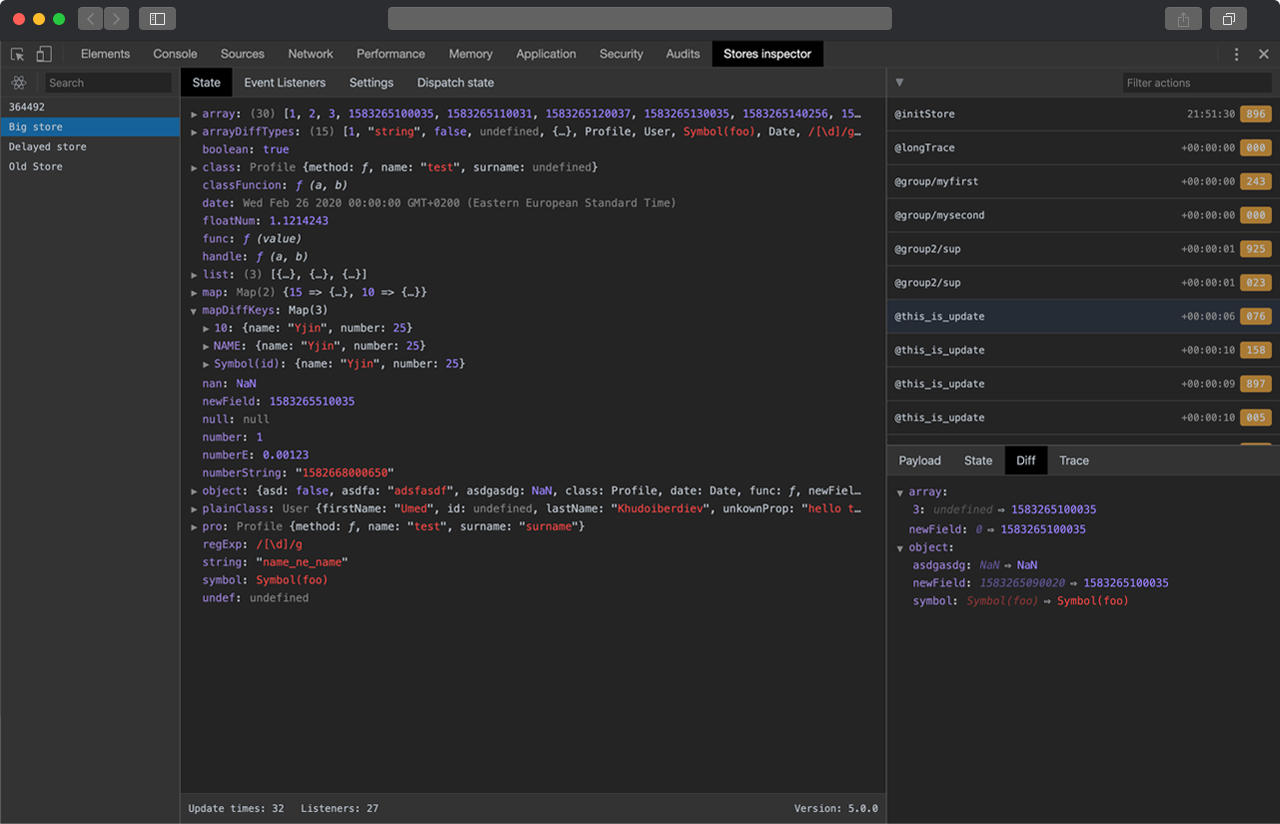 Elements Console Sources Network Performance Memory Application Security Audits Stores inspector
Search
364492
Big store
Delayed store
Old Store
State Event Listeners Settings Dispatch state
array: (30) [1, 2, 3, 1583265100035, 1583265110031, 1583265120037, 1583265130035, 1583265140256, 15…
arrayDiffTypes: (15) [1, "string", false, undefined, {…}, Profile, User, Symbol(foo), Date, /[\d]/g…
boolean: true
class: Profile {method: ƒ, name: "test", surname: undefined}
classFuncion: ƒ (a, b)
date: Wed Feb 26 2020 00:00:00 GMT+0200 (Eastern European Standard Time)
floatNum: 1.1214243
func: ƒ (value)
handle: ƒ (a, b)
list: (3) [{…}, {…}, {…}]
map: Map(2) {15 => {…}, 10 => {…}}
mapDiffKeys: Map(3)
10: {name: "Yjin", number: 25}
NAME: {name: "Yjin", number: 25}
Symbol(id): {name: "Yjin", number: 25}
nan: NaN
newField: 1583265510035
null: null
number: 1
numberE: 0.00123
numberString: "1582668000650"
object: {asd: false, asdfa: "adsfasdf", asdgasdg: NaN, class: Profile, date: Date, func: ƒ, newFiel…
plainClass: User {firstName: "Umed", id: undefined, lastName: "Khudoiberdiev", unkownProp: "hello t…
pro: Profile {method: ƒ, name: "test", surname: "surname"}
regExp: /[\d]/g
string: "name_ne_name"
symbol: Symbol(foo)
undef: undefined
Update times: 32 Listeners: 27 Version: 5.0.0
Filter actions
@initStore 21:51:30 896
@longTrace +00:00:00 000
@group/myfirst +00:00:00 243
@group/mysecond +00:00:00 000
@group2/sup +00:00:01 925
@group2/sup +00:00:01 023
@this_is_update +00:00:06 076
@this_is_update +00:00:10 158
@this_is_update +00:00:09 897
@this_is_update +00:00:10 005
Payload State Diff Trace
array:
3: undefined ⇒ 1583265100035
newField: 0 ⇒ 1583265100035
object:
asdgasdg: NaN ⇒ NaN
newField: 1583265090020 ⇒ 1583265100035
symbol: Symbol(foo) ⇒ Symbol(foo)